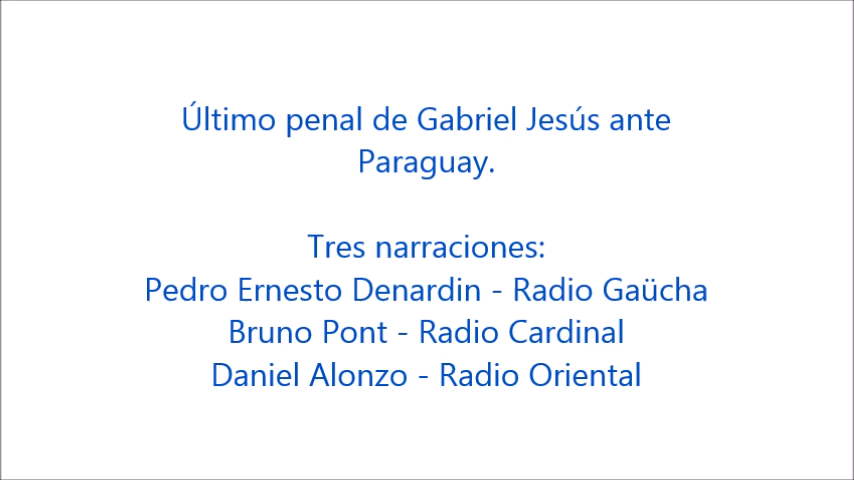 Último penal de Gabriel Jesús ante
Paraguay.
Tres narraciones:
Pedro Ernesto Denardin - Radio Gaücha
Bruno Pont - Radio Cardinal
Daniel Alonzo - Radio Oriental